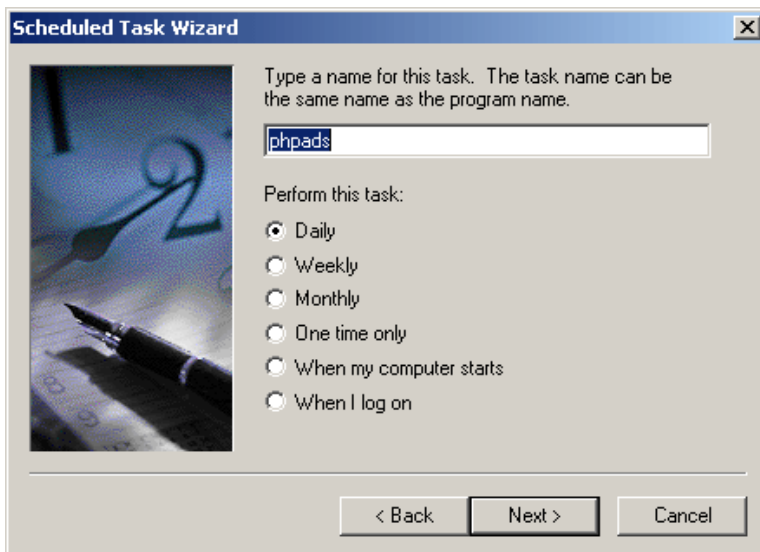 Scheduled Task Wizard
Type a name for this task. The task name can be
the same name as the program name.
phpads
Perform this task:
Daily
Weekly
Monthly
One time only
When my computer starts
When I log on
< Back
Next >
Cancel